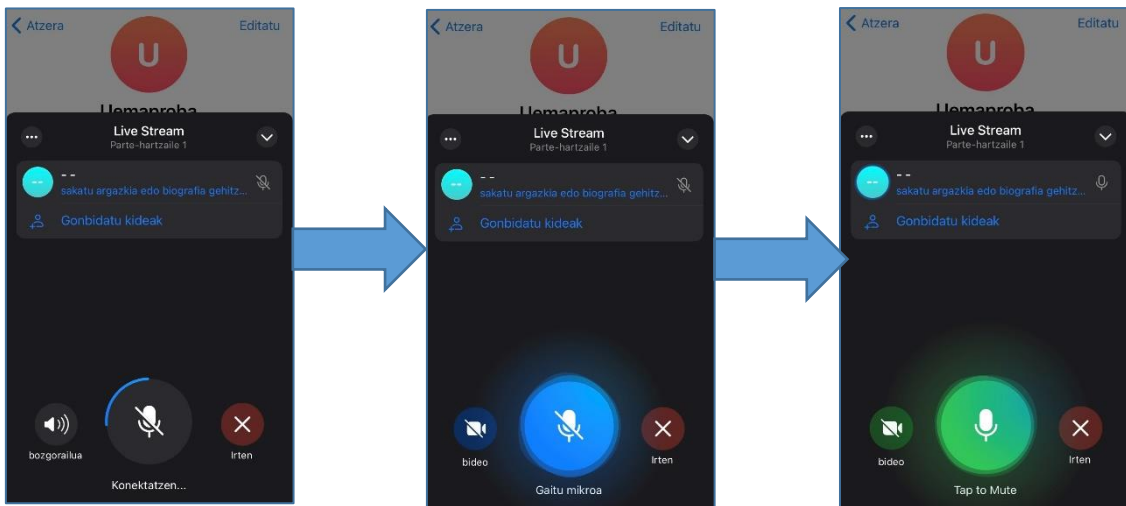 Atzera
Editatu
U
Uemaproba
Live Stream
Parte-hartzaile 1
--
- -
sakatu argazkia edo biografia gehitz...
Gonbidatu kideak
bozgorailua
Irten
Konektatzen...
Atzera
Editatu
U
Uemaproba
Live Stream
Parte-hartzaile 1
--
- -
sakatu argazkia edo biografia gehitz...
Gonbidatu kideak
bideo
Irten
Gaitu mikroa
Atzera
Editatu
U
Uemaproba
Live Stream
Parte-hartzaile 1
--
- -
sakatu argazkia edo biografia gehitz...
Gonbidatu kideak
bideo
Irten
Tap to Mute